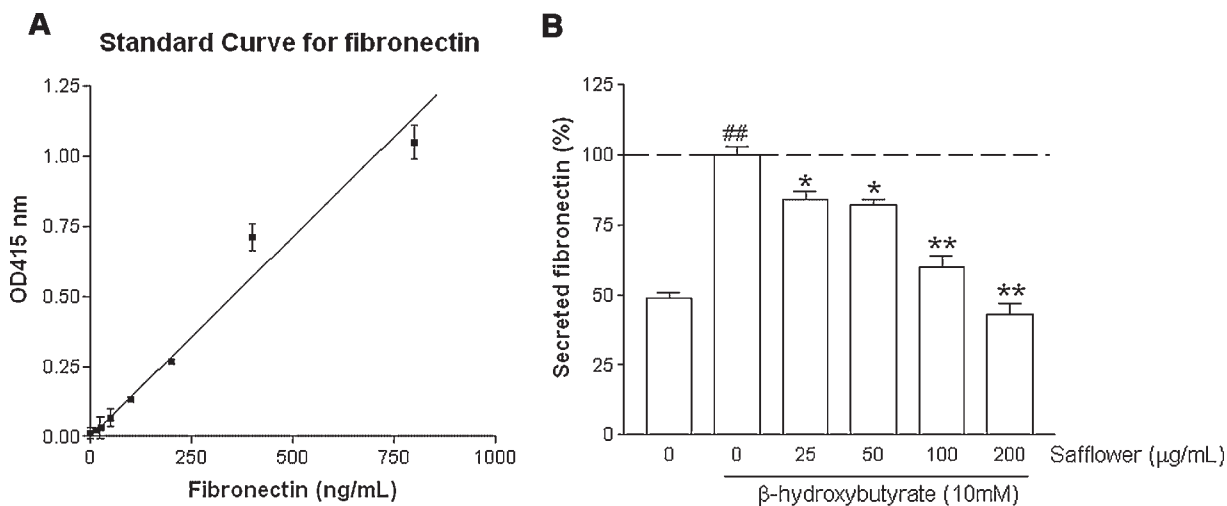 A
Standard Curve for fibronectin
1.25
1.00
0.75
0.50
0.25
0.00
OD415 nm
0 250 500 750 1000
Fibronectin (ng/mL)
B
125
100
75
50
25
0
Secreted fibronectin (%)
##
*
*
**
**
0 0 25 50 100 200 Safflower (μg/mL)
β-hydroxybutyrate (10mM)